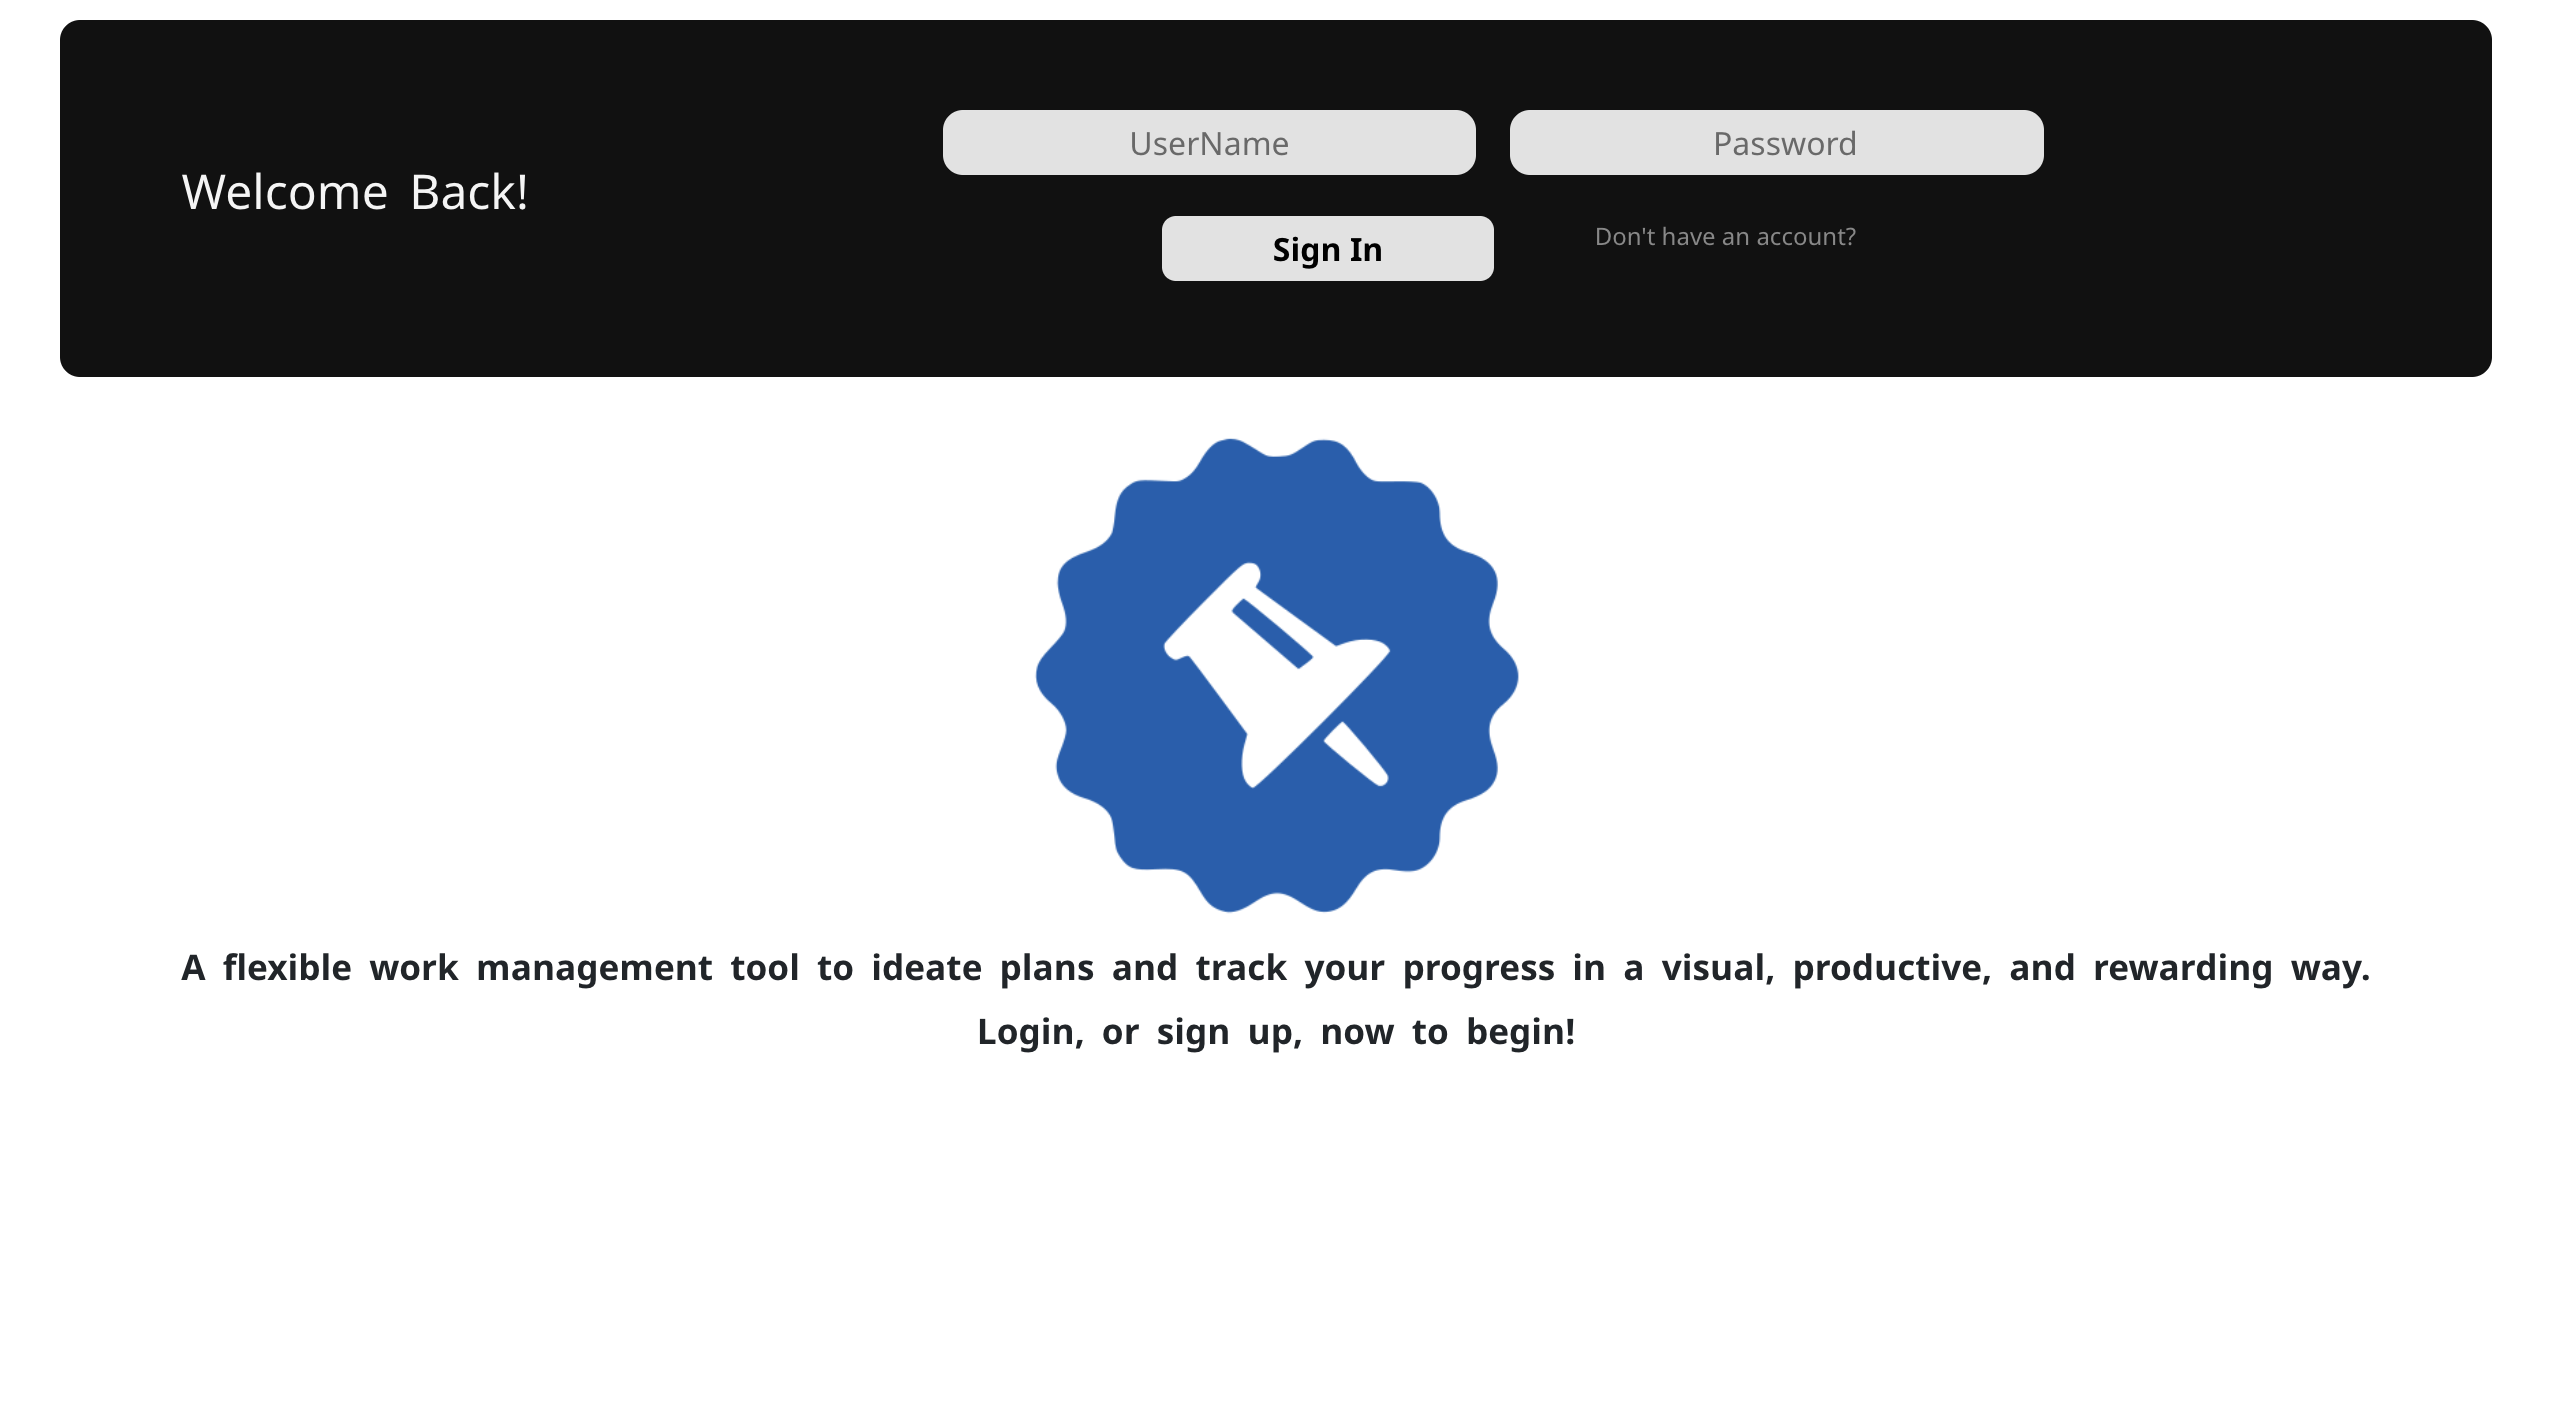 UserName
Password
Welcome Back!
Sign In
Don't have an account?
A flexible work management tool to ideate plans and track your progress in a visual, productive, and rewarding way.
Login, or sign up, now to begin!